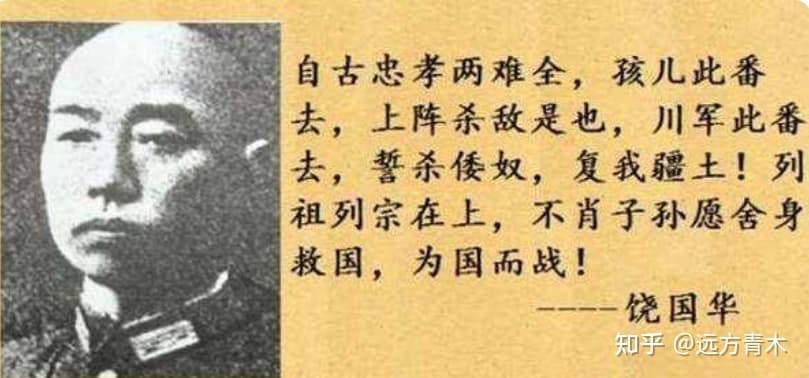 自古忠孝两难全，孩儿此番
去，上阵杀敌是也，川军此番
去，誓杀倭奴，复我疆土！列
祖列宗在上，不肖子孙愿舍身
救国，为国而战！
----饶国华
知乎 @远方青木